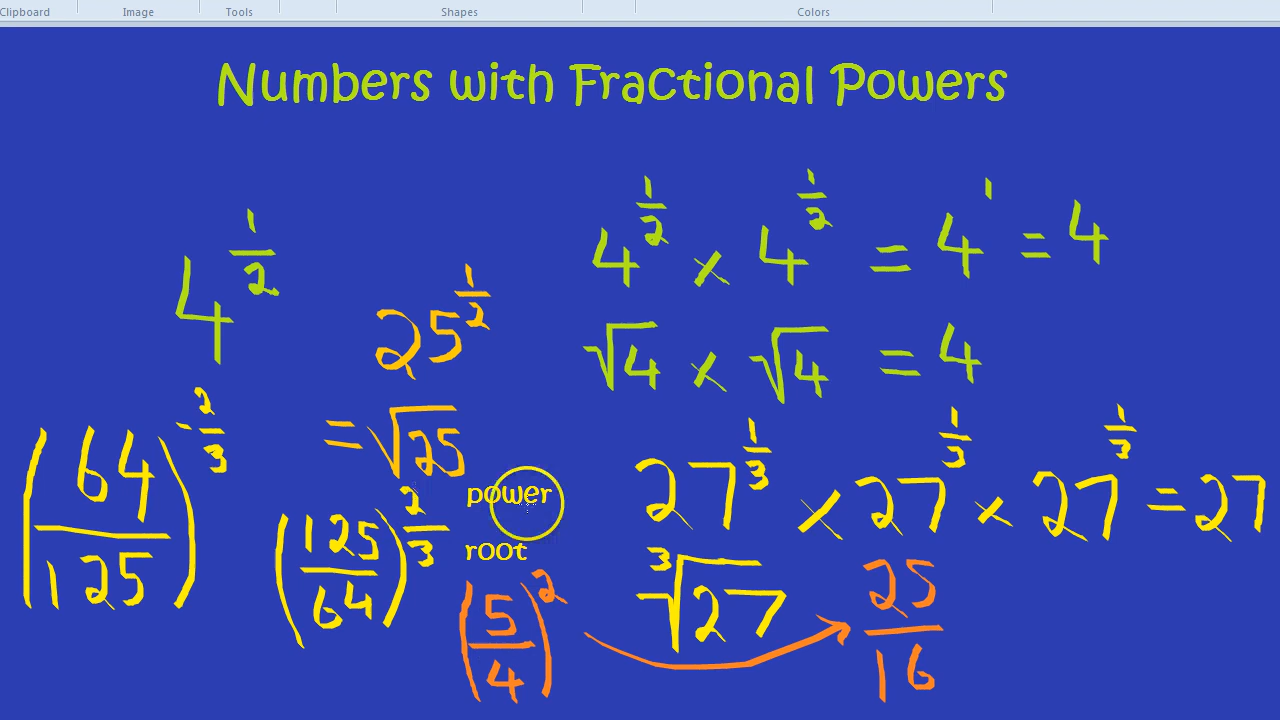 Clipboard Image Tools Shapes Colors
Numbers with Fractional Powers
4^(1/2)
4^(1/2) × 4^(1/2) = 4^1 = 4
25^(1/2)
√4 × √4 = 4
= √25
(64/125)^(-2/3)
(125/64)^(2/3)
power
root
(5/4)^2
27^(1/3) × 27^(1/3) × 27^(1/3) = 27
∛27
25/16